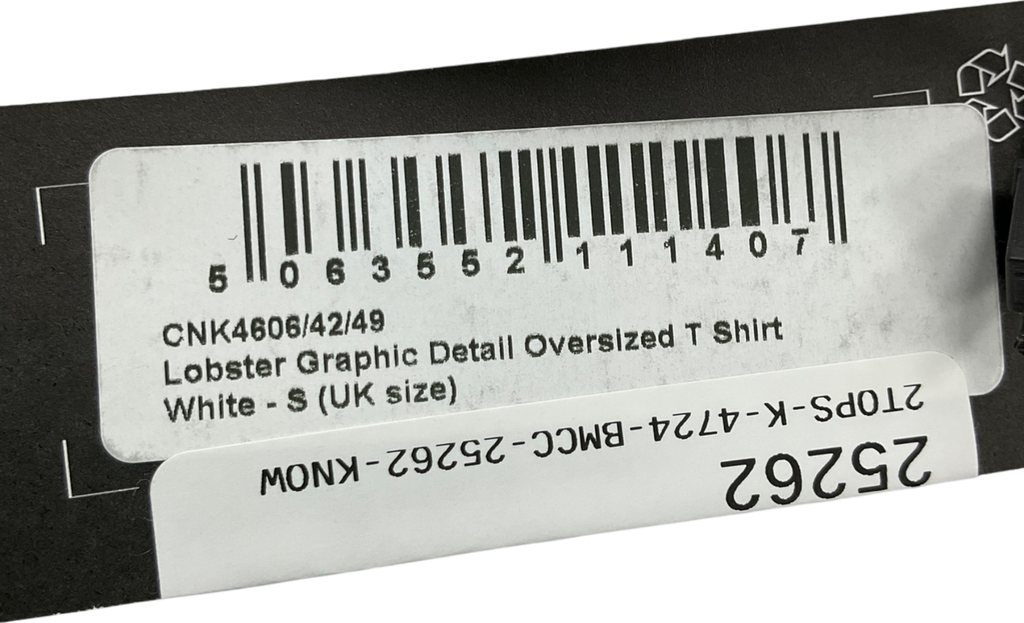 5 063552 111407
CNK4606/42/49
Lobster Graphic Detail Oversized T Shirt
White - S (UK size)
2TOPS-K-4724-BMCC-25262-KNOW
25262